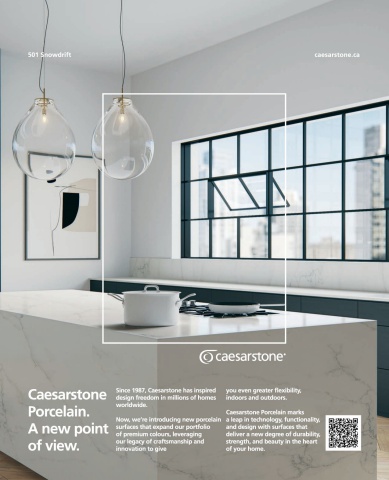 501 Snowdrift
caesarstone.ca
caesarstone®
Caesarstone
Porcelain.
A new point
of view.
Since 1987, Caesarstone has inspired
design freedom in millions of homes
worldwide.
Now, we're introducing new porcelain
surfaces that expand our portfolio
of premium colours, leveraging
our legacy of craftsmanship and
innovation to give
you even greater flexibility,
indoors and outdoors.
Caesarstone Porcelain marks
a leap in technology, functionality,
and design with surfaces that
deliver a new degree of durability,
strength, and beauty in the heart
of your home.